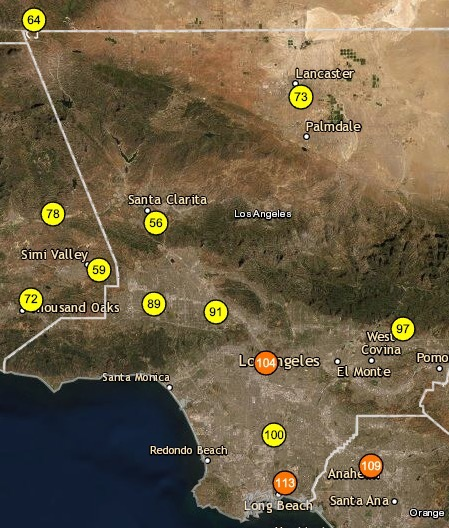 64
Lancaster
73
Palmdale
Santa Clarita
78
56
Los Angeles
Simi Valley
59
72
housand Oaks
89
91
97
West
Covina
104
Los Angeles
Pomo
El Monte
Santa Monica
100
Redondo Beach
109
Anaheim
113
Long Beach
Santa Ana
Orange